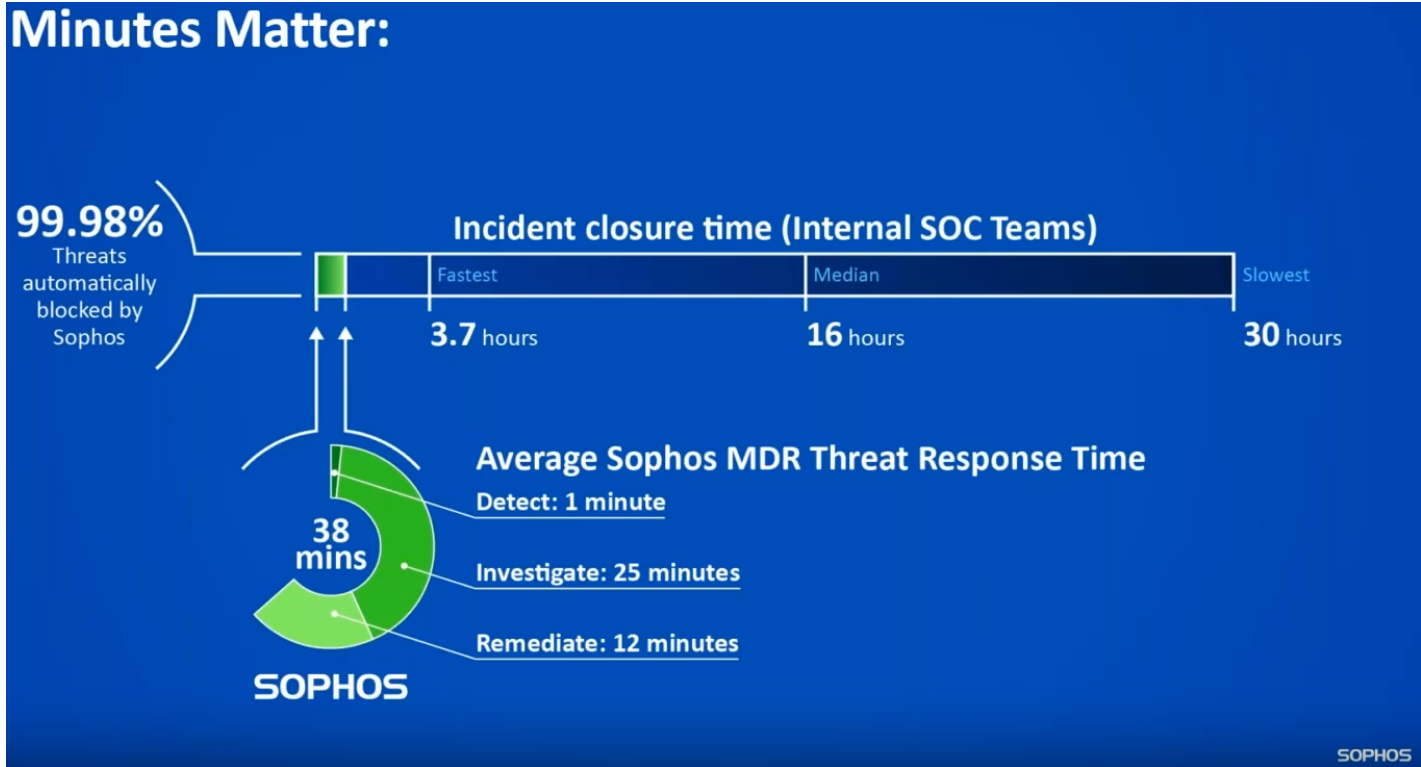 Minutes Matter:
99.98%
Threats
automatically
blocked by
Sophos
Incident closure time (Internal SOC Teams)
Fastest
Median
Slowest
3.7 hours
16 hours
30 hours
Average Sophos MDR Threat Response Time
Detect: 1 minute
38
mins
Investigate: 25 minutes
Remediate: 12 minutes
SOPHOS
SOPHOS